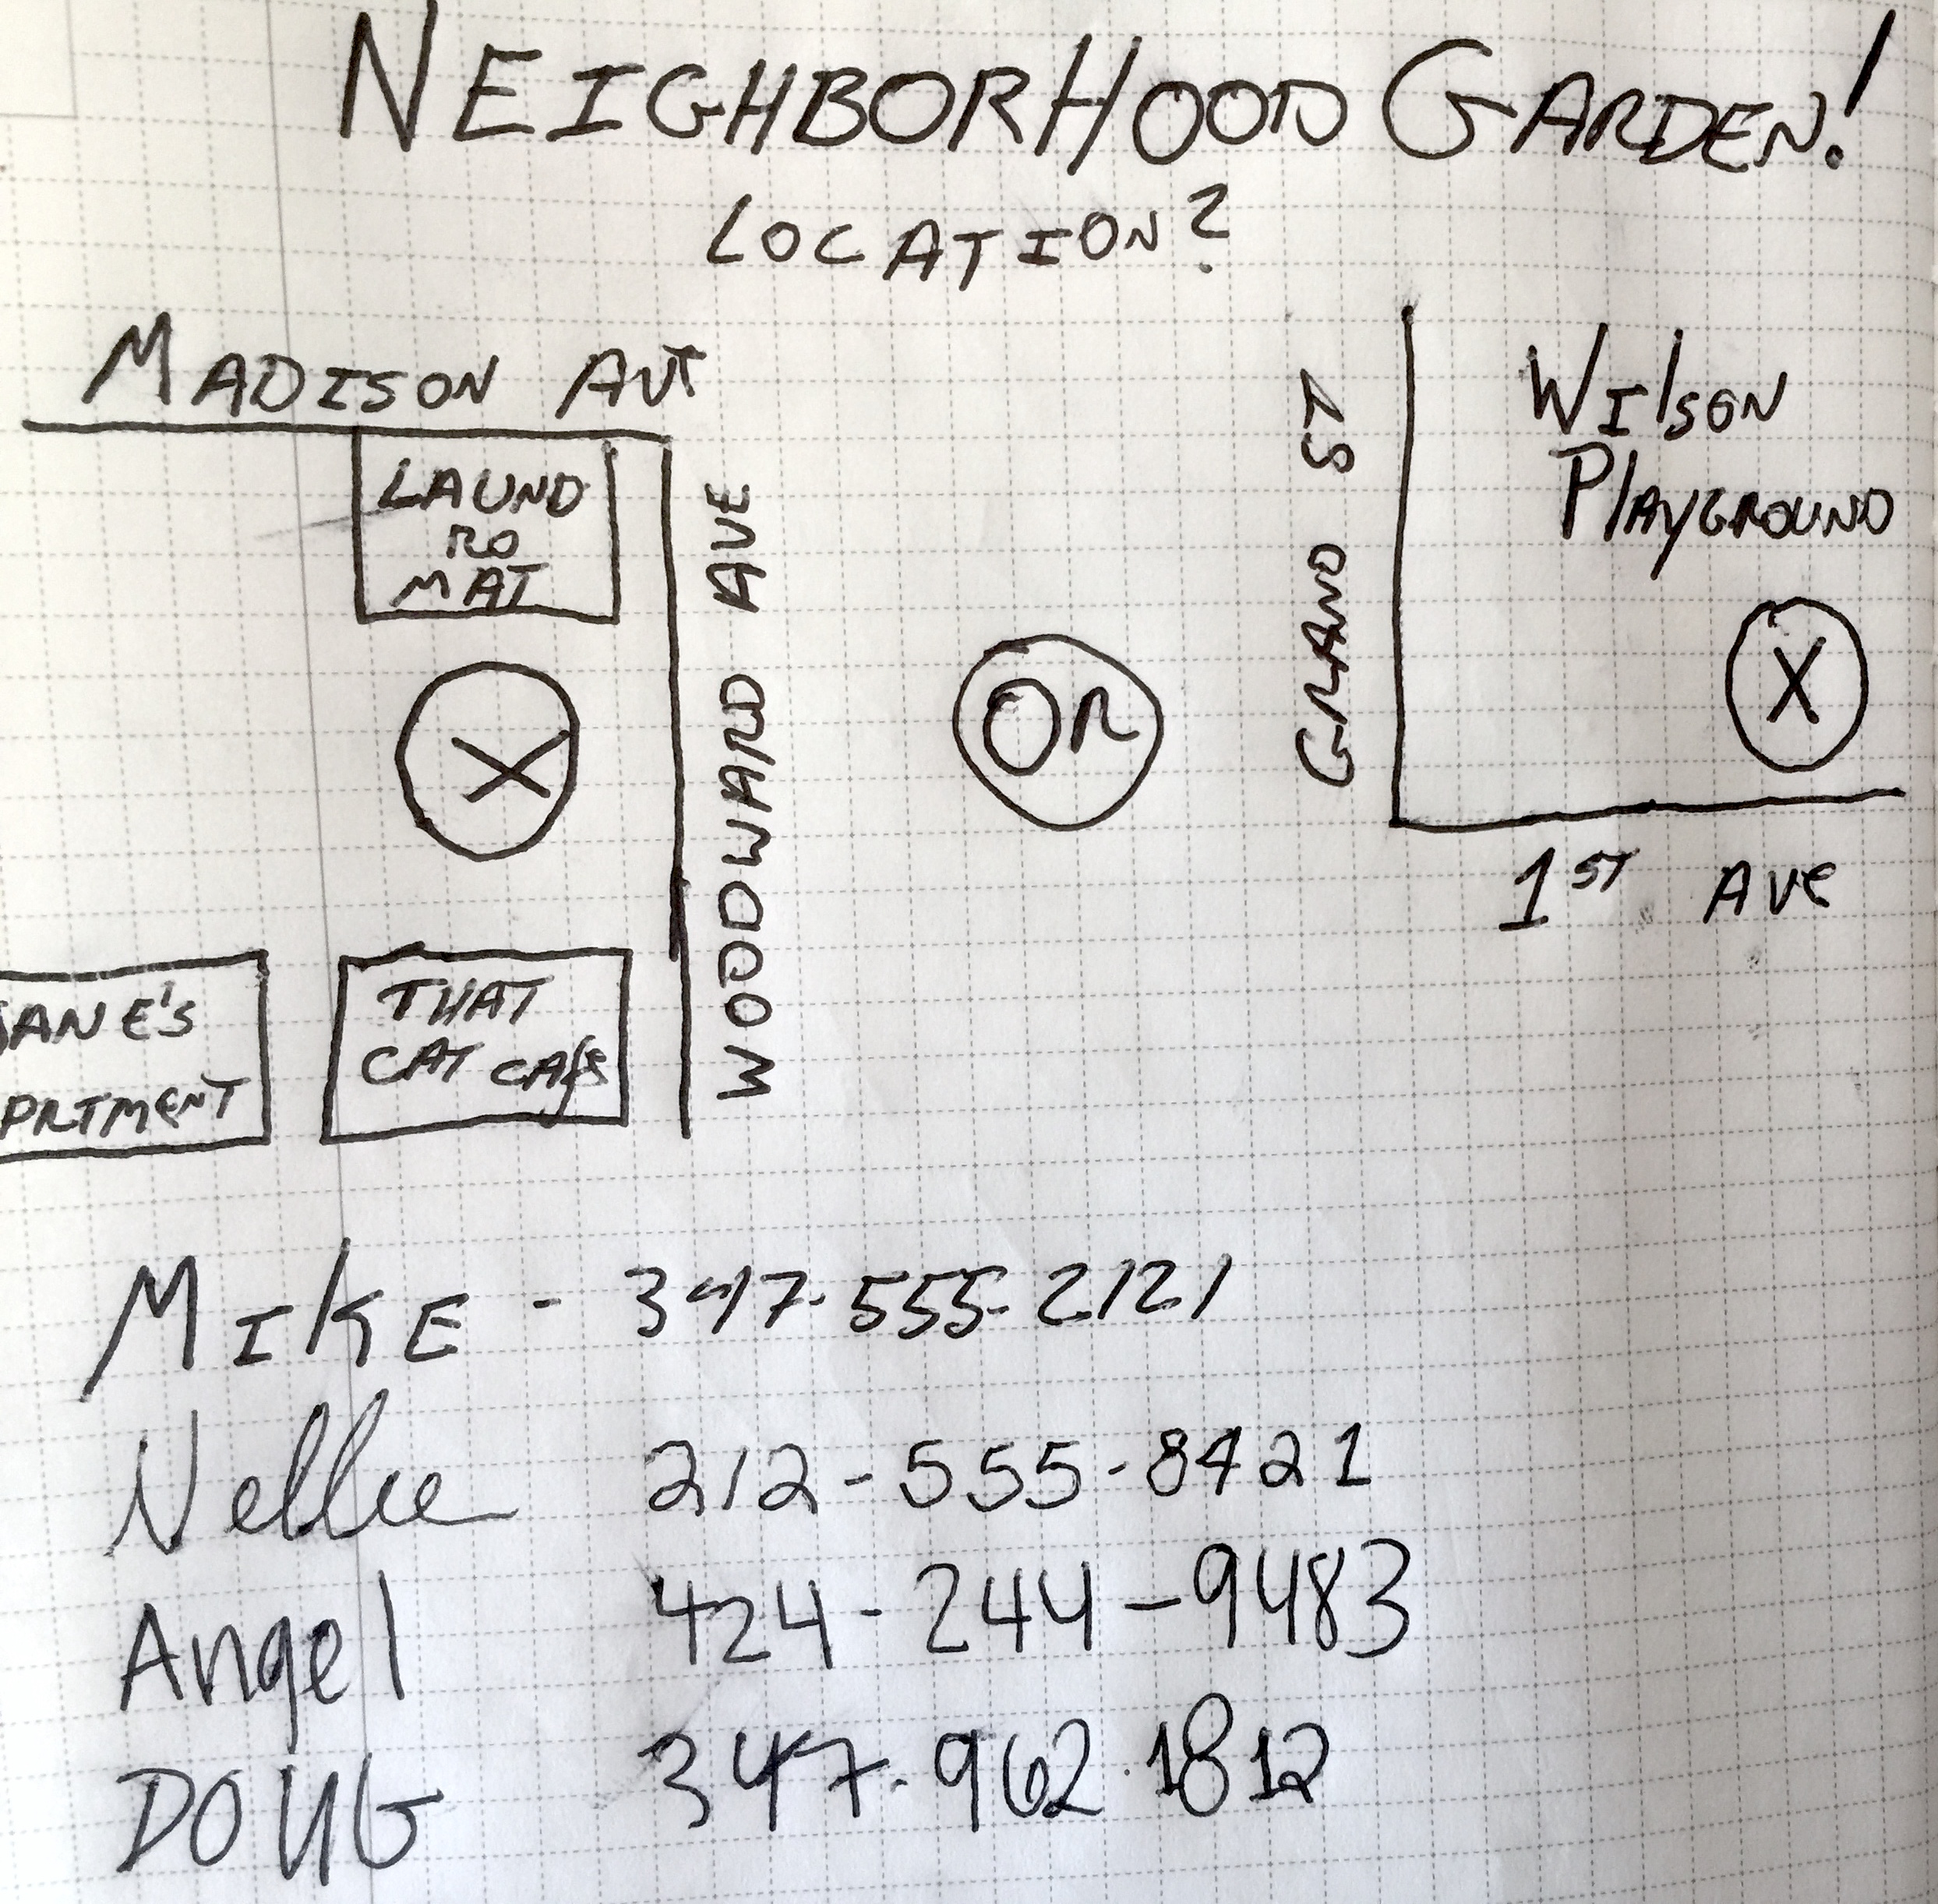 NEIGHBORHOOD GARDEN!
LOCATION?
MADISON AVE
LAUND
RO
MAT
WOODWARD AVE
ANE'S
PRTMENT
THAT
CAT CAFE
OR
GRAND ST
WIlSON
PlAYGROUND
X
X
1ST AVE
MIKE - 347-555-2121
Nellie 212-555-8421
Angel 424-244-9483
DOUG 347-962-1812